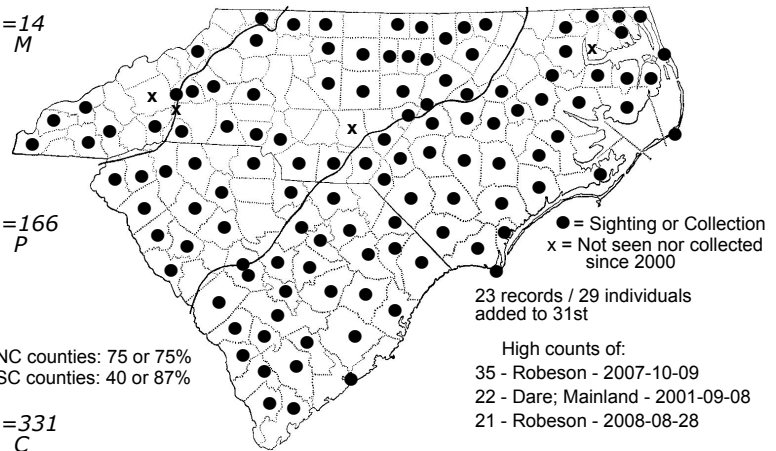 =14
M
=166
P
● = Sighting or Collection
x = Not seen nor collected
since 2000
23 records / 29 individuals
added to 31st
High counts of:
35 - Robeson - 2007-10-09
22 - Dare; Mainland - 2001-09-08
21 - Robeson - 2008-08-28
NC counties: 75 or 75%
SC counties: 40 or 87%
=331
C
x
x
x
x